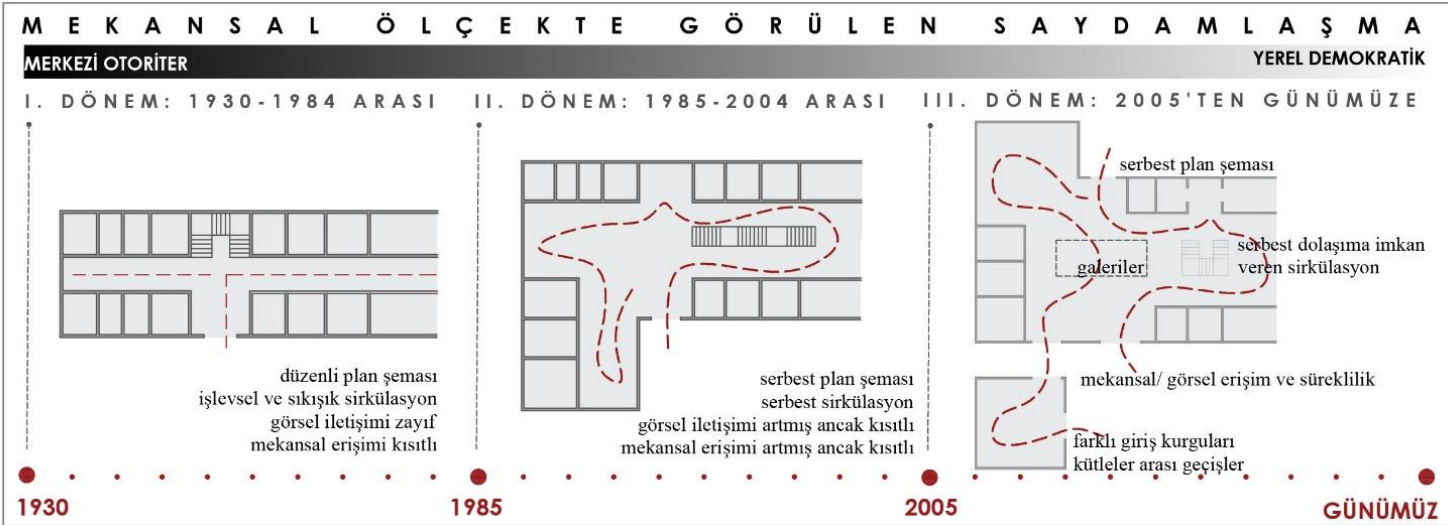 MEKANSAL ÖLÇEKTE GÖRÜLEN SAYDAMLAŞMA
MERKEZİ OTORİTER
YEREL DEMOKRATİK
I. DÖNEM: 1930-1984 ARASI
II. DÖNEM: 1985-2004 ARASI
III. DÖNEM: 2005'TEN GÜNÜMÜZE
düzenli plan şeması
işlevsel ve sıkışık sirkülasyon
görsel iletişimi zayıf
mekansal erişimi kısıtlı
serbest plan şeması
serbest sirkülasyon
görsel iletişimi artmış ancak kısıtlı
mekansal erişimi artmış ancak kısıtlı
serbest plan şeması
galeriler
serbest dolaşıma imkan
veren sirkülasyon
mekansal/ görsel erişim ve süreklilik
farklı giriş kurguları
kütleler arası geçişler
1930
1985
2005
GÜNÜMÜZ